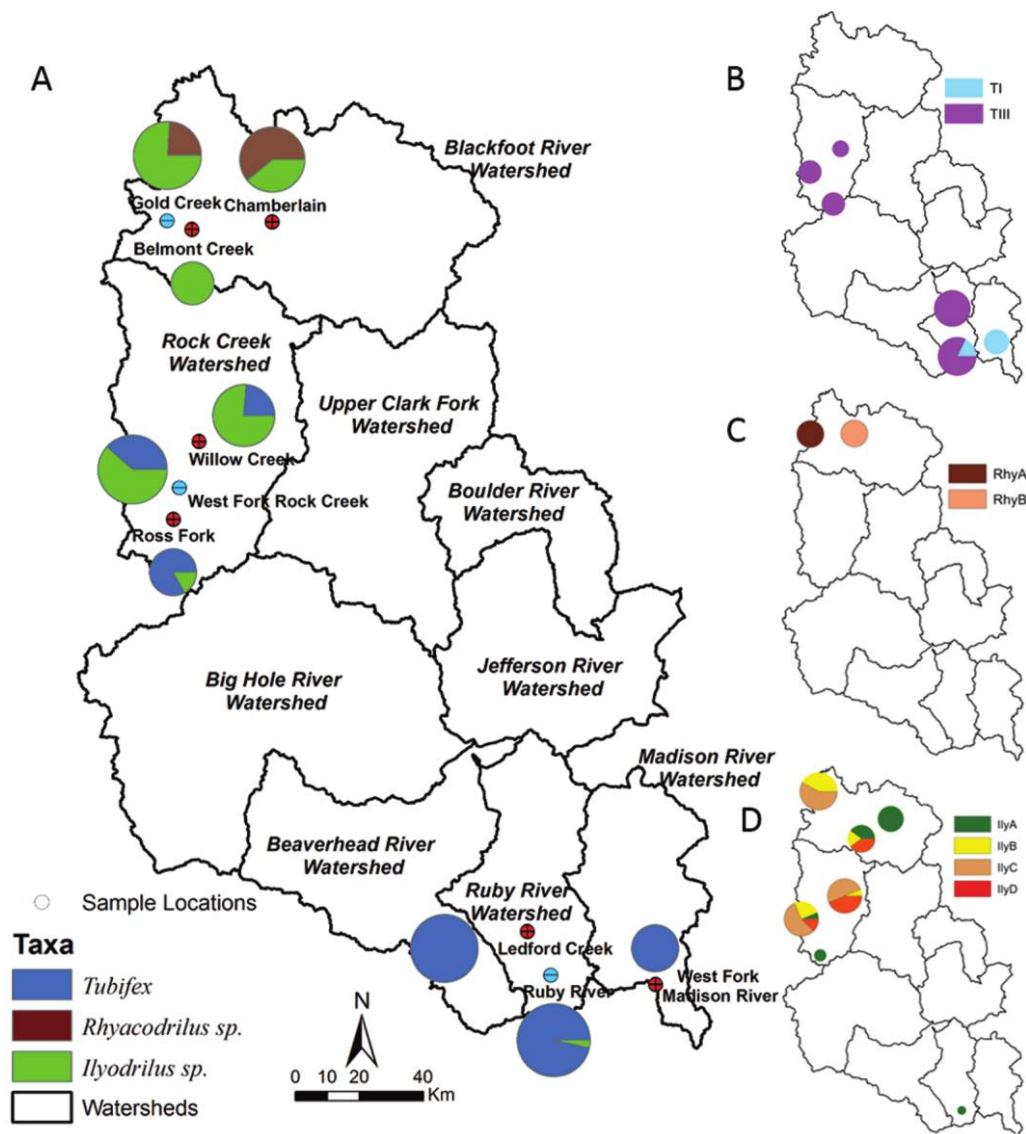 A
Blackfoot River
Watershed
Gold Creek
Chamberlain
Belmont Creek
Rock Creek
Watershed
Upper Clark Fork
Watershed
Willow Creek
West Fork Rock Creek
Ross Fork
Boulder River
Watershed
Big Hole River
Watershed
Jefferson River
Watershed
Madison River
Watershed
Beaverhead River
Watershed
Ruby River
Watershed
Ledford Creek
Ruby River
West Fork
Madison River
Sample Locations
Taxa
Tubifex
Rhyacodrilus sp.
Ilyodrilus sp.
Watersheds
N
0 10 20 40
Km
B
TI
TIII
C
RhyA
RhyB
D
IlyA
IlyB
IlyC
IlyD